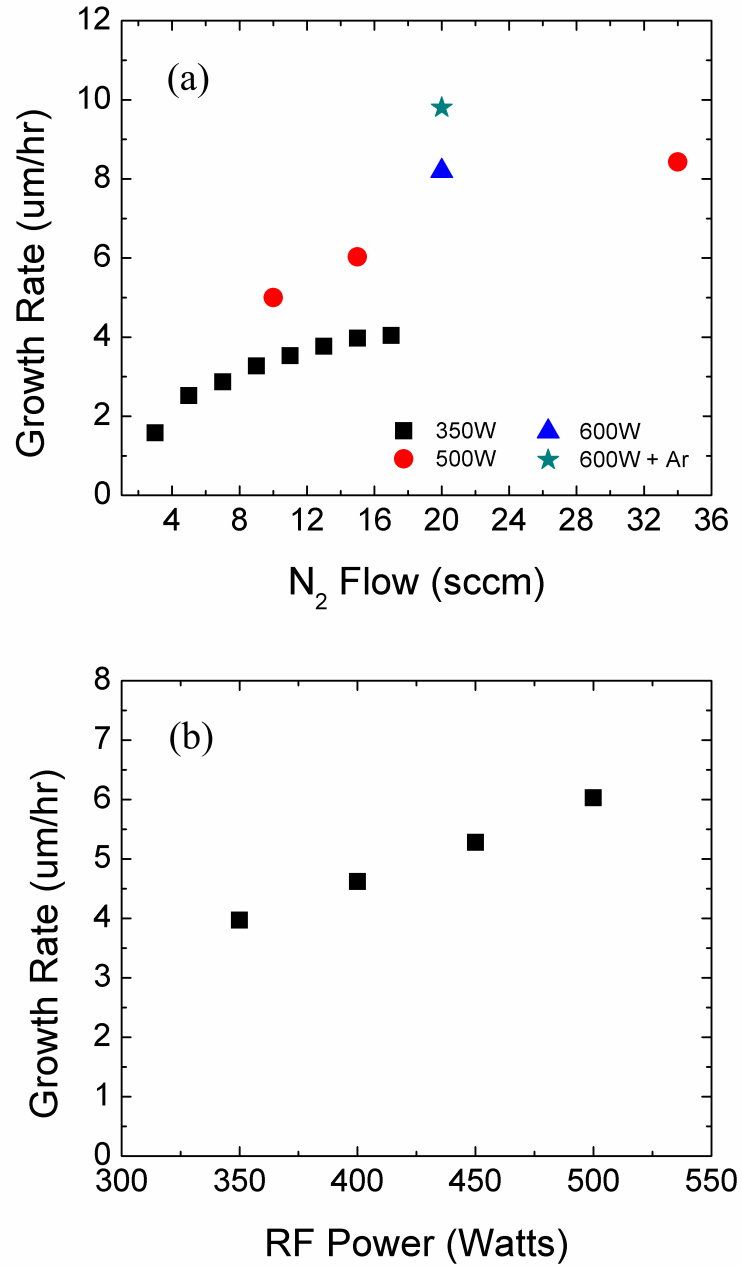 (a)
Growth Rate (um/hr)
12
10
8
6
4
2
0
350W
600W
500W
600W + Ar
4 8 12 16 20 24 28 32 36
N₂ Flow (sccm)
(b)
Growth Rate (um/hr)
8
7
6
5
4
3
2
1
0
300 350 400 450 500 550
RF Power (Watts)